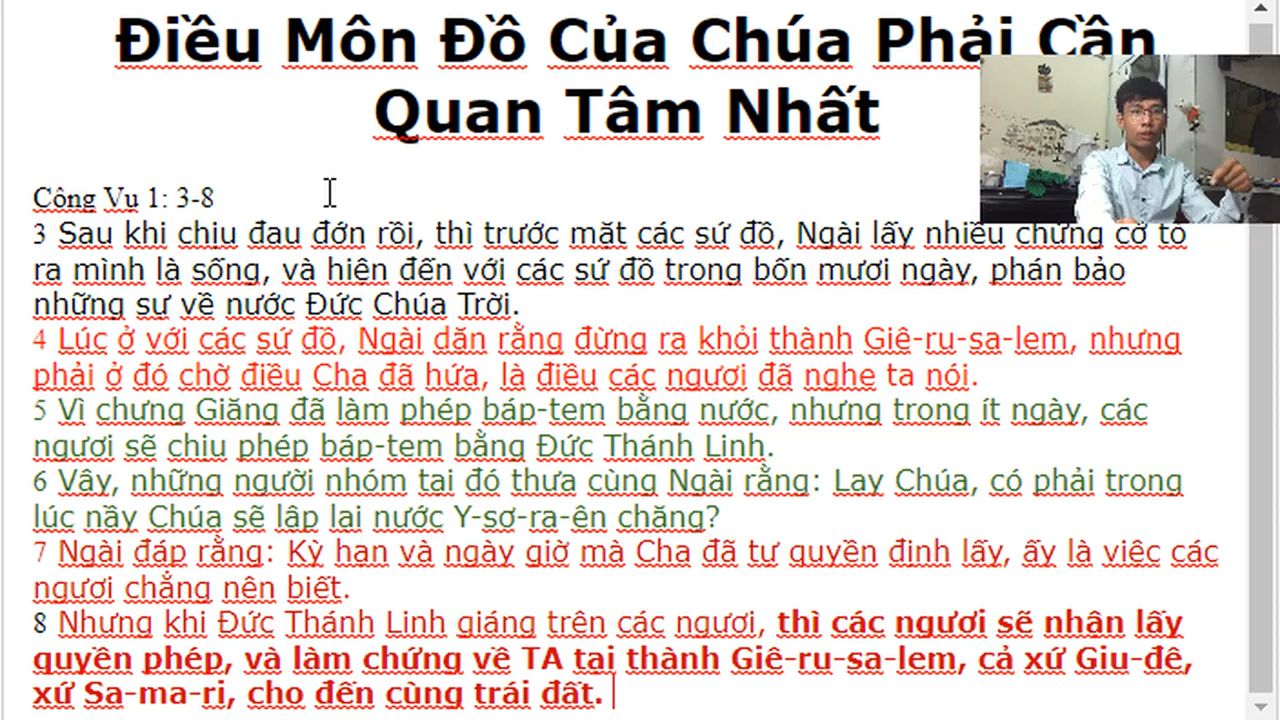 Điều Môn Đồ Của Chúa Phải Cần
Quan Tâm Nhất
Công Vụ 1: 3-8
3 Sau khi chịu đau đớn rồi, thì trước mặt các sứ đồ, Ngài lấy nhiều chứng cớ tỏ
ra mình là sống, và hiện đến với các sứ đồ trong bốn mươi ngày, phán bảo
những sự về nước Đức Chúa Trời.
4 Lúc ở với các sứ đồ, Ngài dặn rằng đừng ra khỏi thành Giê-ru-sa-lem, nhưng
phải ở đó chờ điều Cha đã hứa, là điều các ngươi đã nghe ta nói.
5 Vì chưng Giăng đã làm phép báp-tem bằng nước, nhưng trong ít ngày, các
ngươi sẽ chịu phép báp-tem bằng Đức Thánh Linh.
6 Vậy, những người nhóm tại đó thưa cùng Ngài rằng: Lạy Chúa, có phải trong
lúc nầy Chúa sẽ lập lại nước Y-sơ-ra-ên chăng?
7 Ngài đáp rằng: Kỳ hạn và ngày giờ mà Cha đã tự quyền định lấy, ấy là việc các
ngươi chẳng nên biết.
8 Nhưng khi Đức Thánh Linh giáng trên các ngươi, thì các ngươi sẽ nhận lấy
quyền phép, và làm chứng về TA tại thành Giê-ru-sa-lem, cả xứ Giu-đê,
xứ Sa-ma-ri, cho đến cùng trái đất.